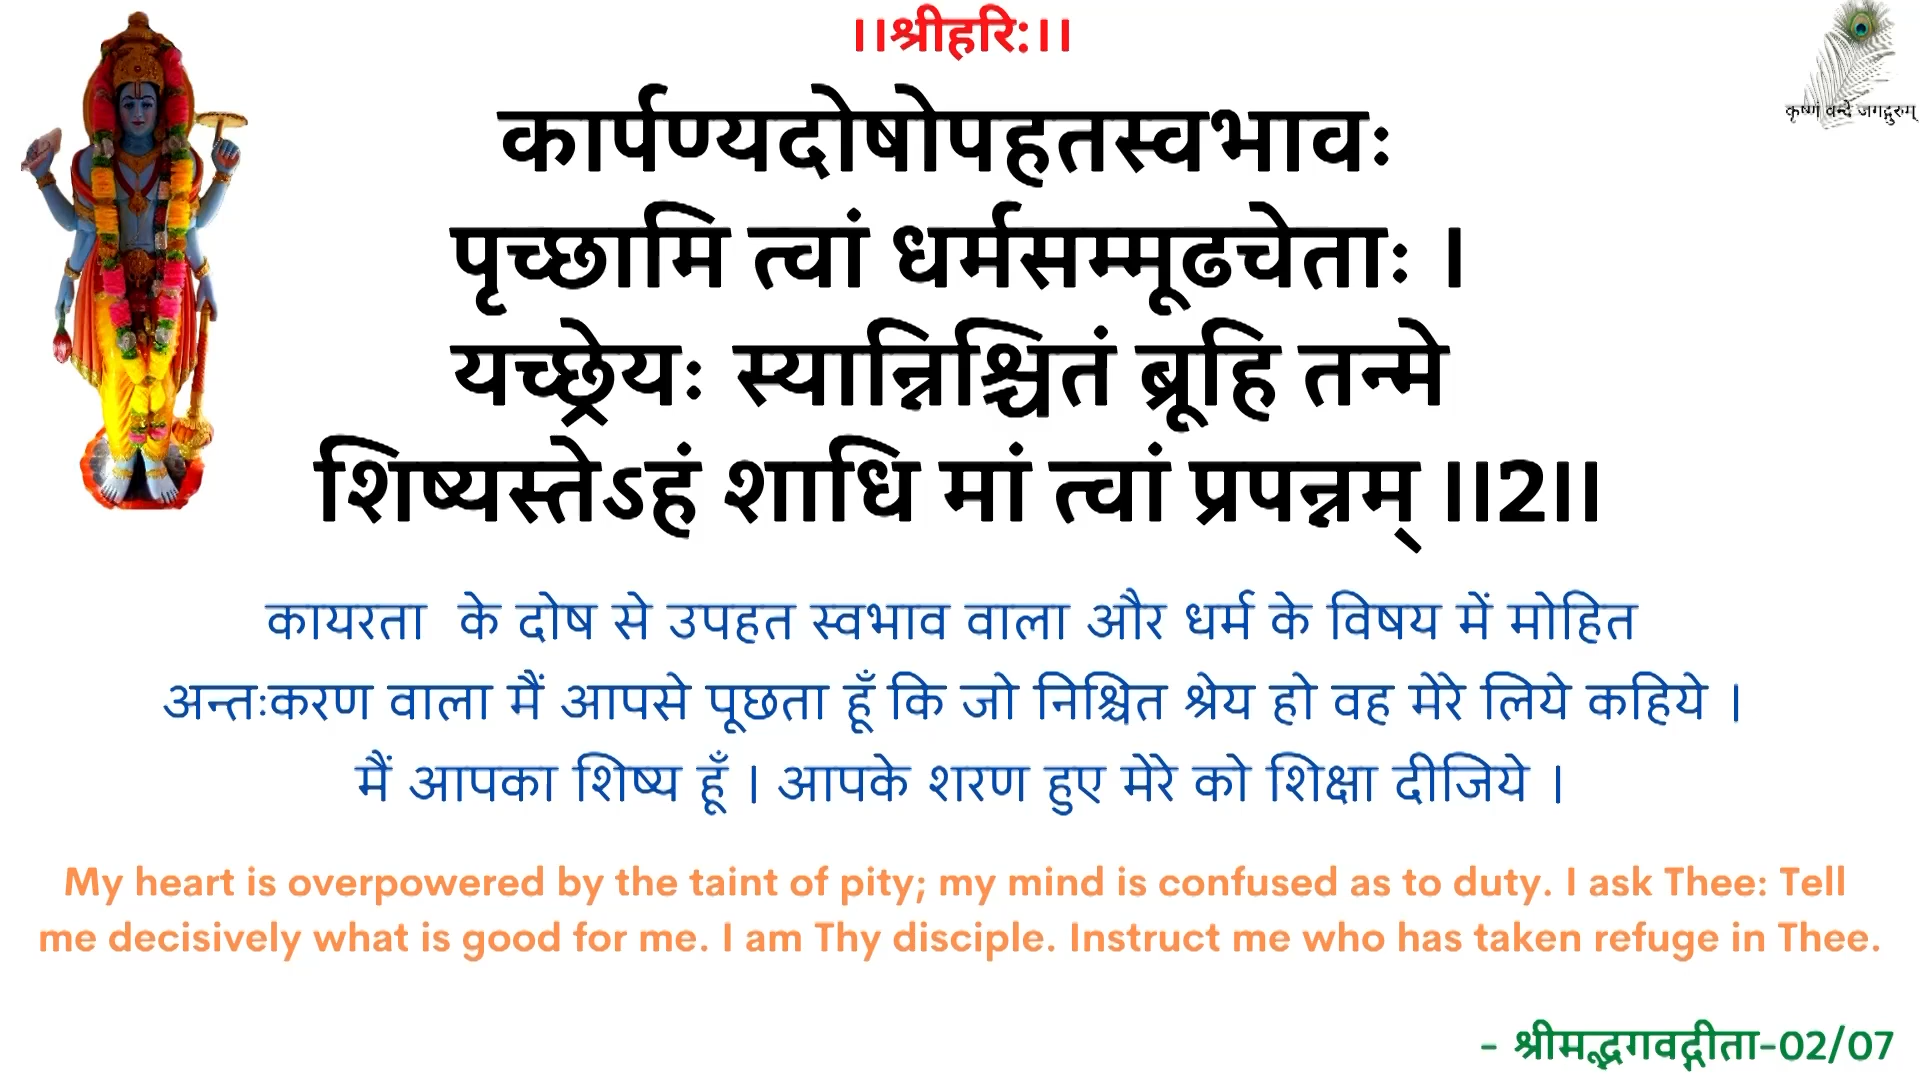 ।।श्रीहरि:।।
कृष्णं वन्दे जगद्गुरुम्
कार्पण्यदोषोपहतस्वभावः
पृच्छामि त्वां धर्मसम्मूढचेताः ।
यच्छ्रेयः स्यान्निश्चितं ब्रूहि तन्मे
शिष्यस्तेऽहं शाधि मां त्वां प्रपन्नम् ।।2।।
कायरता के दोष से उपहत स्वभाव वाला और धर्म के विषय में मोहित
अन्तःकरण वाला मैं आपसे पूछता हूँ कि जो निश्चित श्रेय हो वह मेरे लिये कहिये ।
मैं आपका शिष्य हूँ । आपके शरण हुए मेरे को शिक्षा दीजिये ।
My heart is overpowered by the taint of pity; my mind is confused as to duty. I ask Thee: Tell
me decisively what is good for me. I am Thy disciple. Instruct me who has taken refuge in Thee.
- श्रीमद्भगवद्गीता-02/07